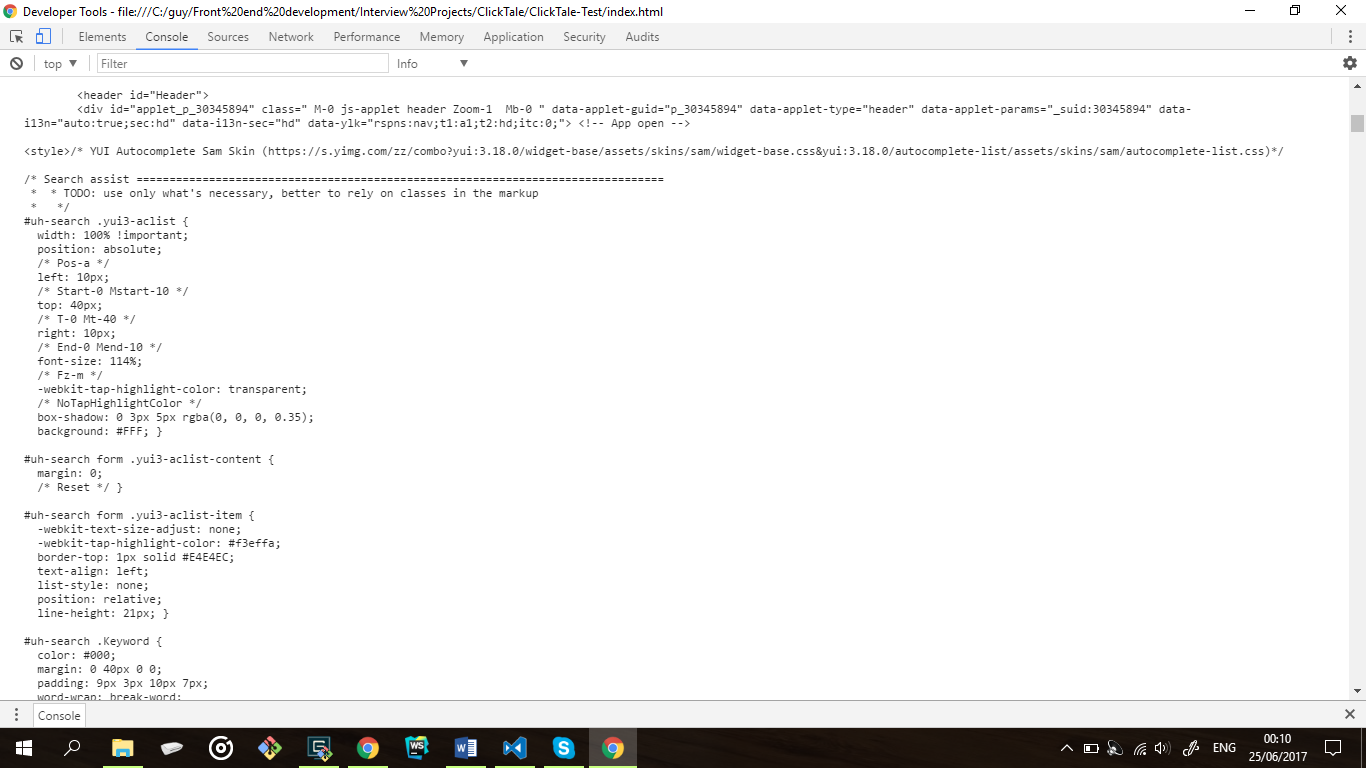 Developer Tools - file:///C:/guy/Front%20end%20development/Interview%20Projects/ClickTale/ClickTale-Test/index.html
Elements Console Sources Network Performance Memory Application Security Audits
top ▼ Filter Info ▼
<header id="Header">
<div id="applet_p_30345894" class=" M-0 js-applet header Zoom-1  Mb-0 " data-applet-guid="p_30345894" data-applet-type="header" data-applet-params="_suid:30345894" data-
i13n="auto:true;sec:hd" data-i13n-sec="hd" data-ylk="rspns:nav;t1:a1;t2:hd;itc:0;"> <!-- App open -->
<style>/* YUI Autocomplete Sam Skin (https://s.yimg.com/zz/combo?yui:3.18.0/widget-base/assets/skins/sam/widget-base.css&yui:3.18.0/autocomplete-list/assets/skins/sam/autocomplete-list.css)*/
/* Search assist ================================================================================
*  * TODO: use only what's necessary, better to rely on classes in the markup
*   */
#uh-search .yui3-aclist {
width: 100% !important;
position: absolute;
/* Pos-a */
left: 10px;
/* Start-0 Mstart-10 */
top: 40px;
/* T-0 Mt-40 */
right: 10px;
/* End-0 Mend-10 */
font-size: 114%;
/* Fz-m */
-webkit-tap-highlight-color: transparent;
/* NoTapHighlightColor */
box-shadow: 0 3px 5px rgba(0, 0, 0, 0.35);
background: #FFF; }
#uh-search form .yui3-aclist-content {
margin: 0;
/* Reset */ }
#uh-search form .yui3-aclist-item {
-webkit-text-size-adjust: none;
-webkit-tap-highlight-color: #f3effa;
border-top: 1px solid #E4E4EC;
text-align: left;
list-style: none;
position: relative;
line-height: 21px; }
#uh-search .Keyword {
color: #000;
margin: 0 40px 0 0;
padding: 9px 3px 10px 7px;
word-wrap: break-word;
Console
ENG
00:10
25/06/2017